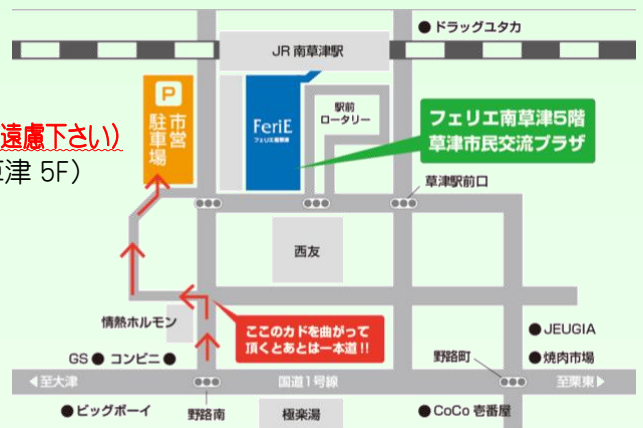 ドラッグユタカ
JR 南草津駅
P
市営
駐車場
FeriE
フェリエ南草津
駅前
ロータリー
フェリエ南草津5階
草津市民交流プラザ
遠慮下さい)
津 5F)
草津駅前口
西友
情熱ホルモン
ここのカドを曲がって
頂くとあとは一本道!!
JEUGIA
GS
コンビニ
野路町
焼肉市場
至大津
国道1号線
至栗東
ビッグボーイ
野路南
極楽湯
CoCo 壱番屋